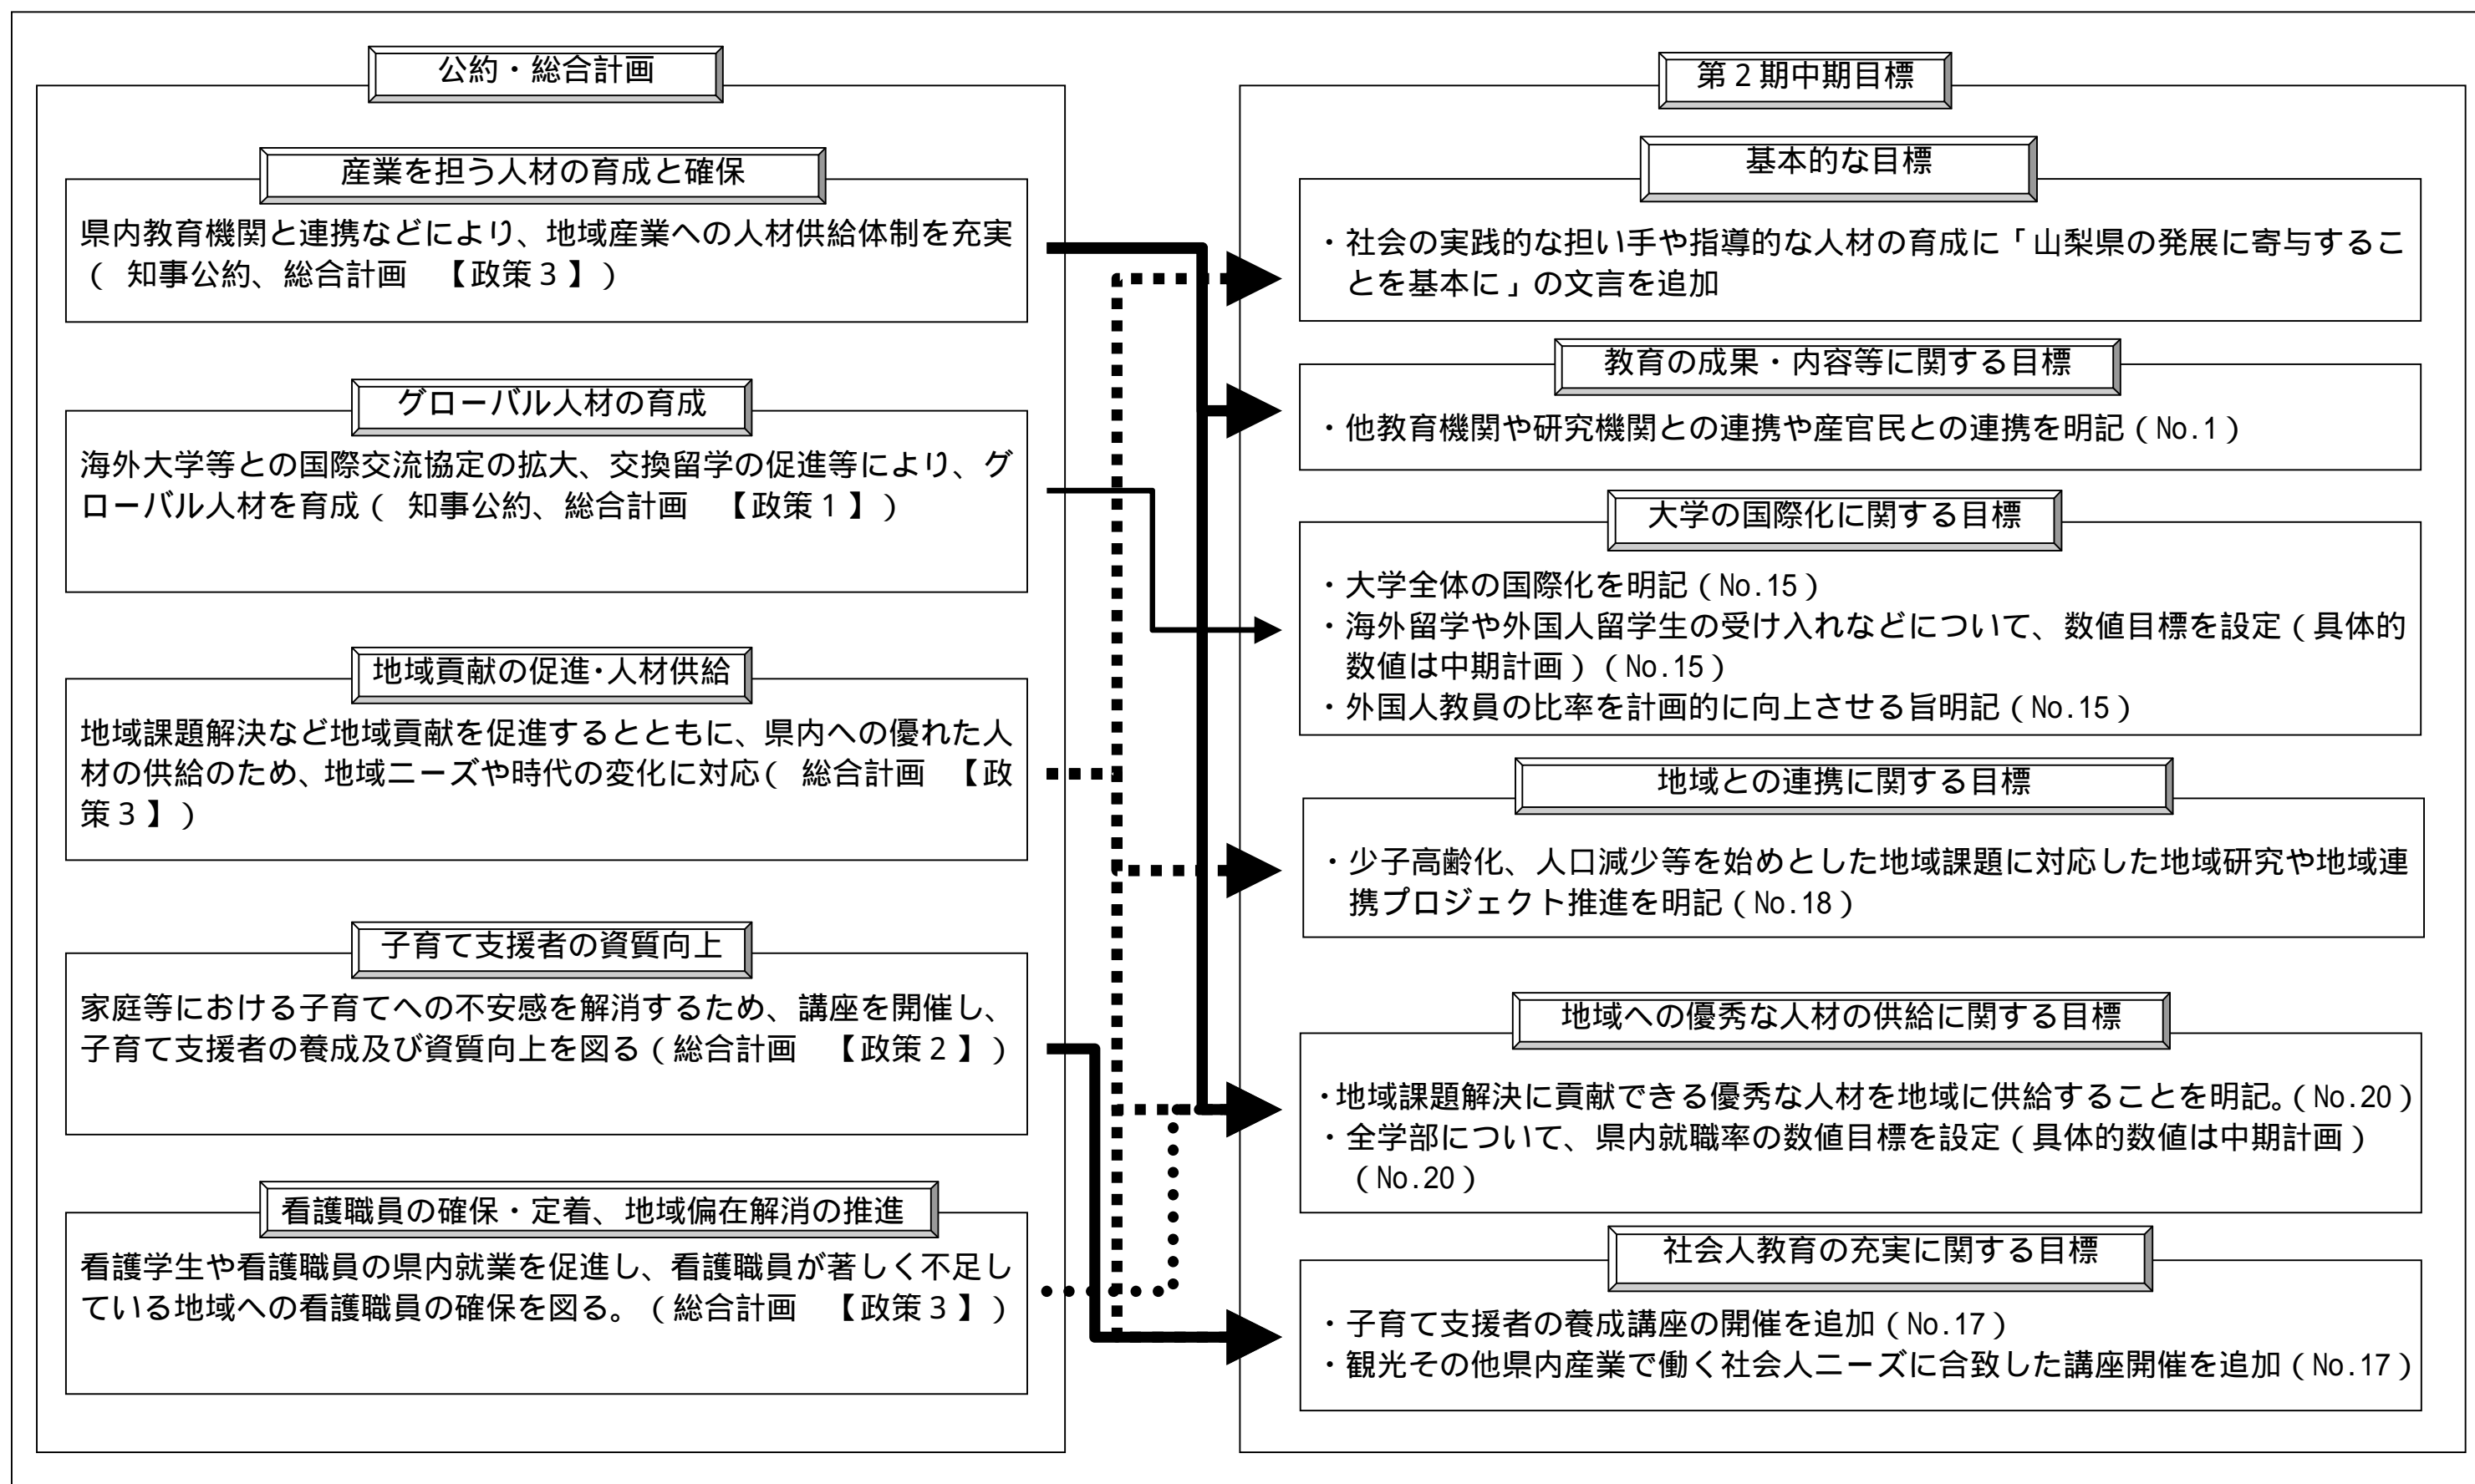 公約・総合計画
産業を担う人材の育成と確保
県内教育機関と連携などにより、地域産業への人材供給体制を充実
（ 知事公約、総合計画　【政策３】）
グローバル人材の育成
海外大学等との国際交流協定の拡大、交換留学の促進等により、グ
ローバル人材を育成（ 知事公約、総合計画　【政策１】）
地域貢献の促進・人材供給
地域課題解決など地域貢献を促進するとともに、県内への優れた人
材の供給のため、地域ニーズや時代の変化に対応（ 総合計画　【政
策３】）
子育て支援者の資質向上
家庭等における子育てへの不安感を解消するため、講座を開催し、
子育て支援者の養成及び資質向上を図る（総合計画　【政策２】）
看護職員の確保・定着、地域偏在解消の推進
看護学生や看護職員の県内就業を促進し、看護職員が著しく不足し
ている地域への看護職員の確保を図る。（総合計画　【政策３】）
第２期中期目標
基本的な目標
・社会の実践的な担い手や指導的な人材の育成に「山梨県の発展に寄与するこ
とを基本に」の文言を追加
教育の成果・内容等に関する目標
・他教育機関や研究機関との連携や産官民との連携を明記（No.1）
大学の国際化に関する目標
・大学全体の国際化を明記（No.15）
・海外留学や外国人留学生の受け入れなどについて、数値目標を設定（具体的
数値は中期計画）（No.15）
・外国人教員の比率を計画的に向上させる旨明記（No.15）
地域との連携に関する目標
・少子高齢化、人口減少等を始めとした地域課題に対応した地域研究や地域連
携プロジェクト推進を明記（No.18）
地域への優秀な人材の供給に関する目標
・地域課題解決に貢献できる優秀な人材を地域に供給することを明記。（No.20）
・全学部について、県内就職率の数値目標を設定（具体的数値は中期計画）
（No.20）
社会人教育の充実に関する目標
・子育て支援者の養成講座の開催を追加（No.17）
・観光その他県内産業で働く社会人ニーズに合致した講座開催を追加（No.17）